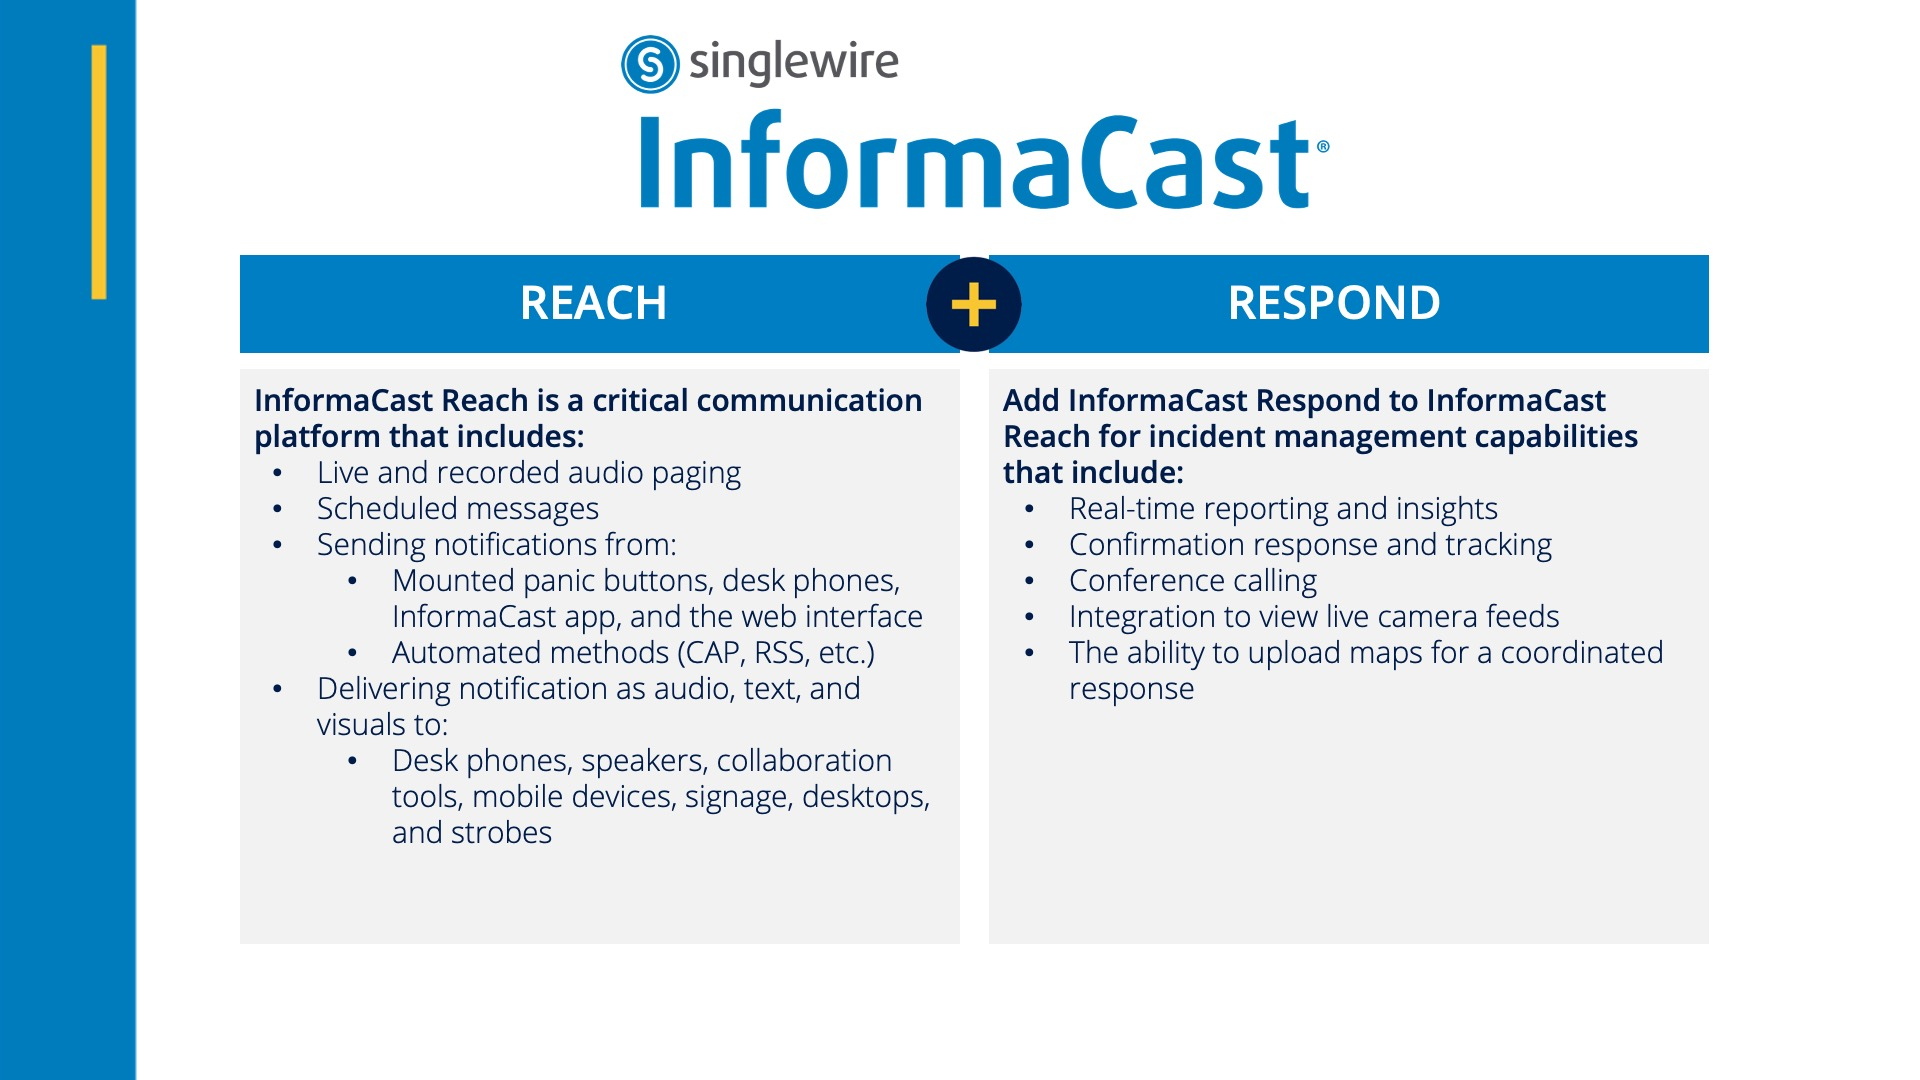 singlewire
InformaCast®
REACH
+
RESPOND
InformaCast Reach is a critical communication
platform that includes:
• Live and recorded audio paging
• Scheduled messages
• Sending notifications from:
• Mounted panic buttons, desk phones,
InformaCast app, and the web interface
• Automated methods (CAP, RSS, etc.)
• Delivering notification as audio, text, and
visuals to:
• Desk phones, speakers, collaboration
tools, mobile devices, signage, desktops,
and strobes
Add InformaCast Respond to InformaCast
Reach for incident management capabilities
that include:
• Real-time reporting and insights
• Confirmation response and tracking
• Conference calling
• Integration to view live camera feeds
• The ability to upload maps for a coordinated
response